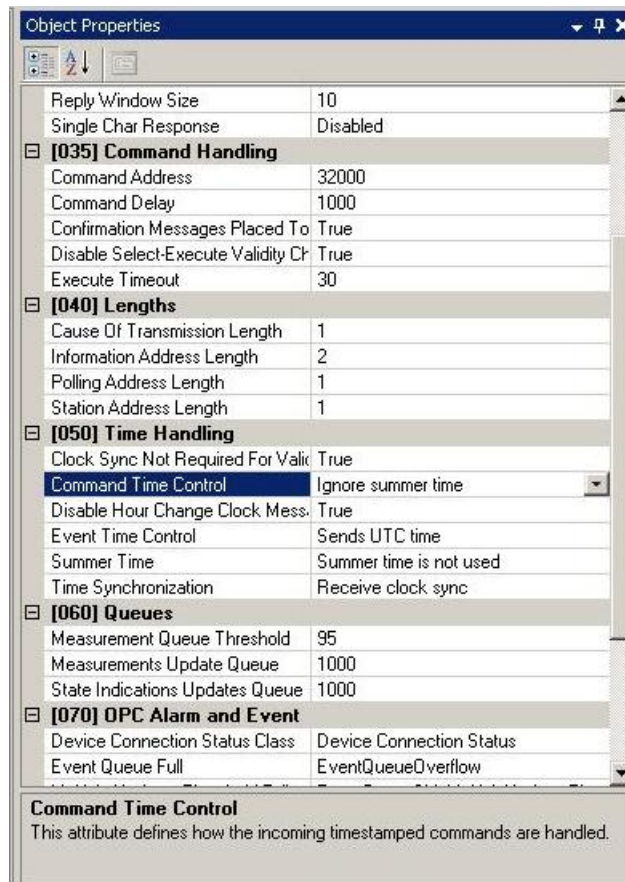 Object Properties
Reply Window Size 10
Single Char Response Disabled
[035] Command Handling
Command Address 32000
Command Delay 1000
Confirmation Messages Placed To True
Disable Select-Execute Validity Ch True
Execute Timeout 30
[040] Lengths
Cause Of Transmission Length 1
Information Address Length 2
Polling Address Length 1
Station Address Length 1
[050] Time Handling
Clock Sync Not Required For Valid True
Command Time Control Ignore summer time
Disable Hour Change Clock Mess. True
Event Time Control Sends UTC time
Summer Time Summer time is not used
Time Synchronization Receive clock sync
[060] Queues
Measurement Queue Threshold 95
Measurements Update Queue 1000
State Indications Updates Queue 1000
[070] OPC Alarm and Event
Device Connection Status Class Device Connection Status
Event Queue Full EventQueueOverflow
Command Time Control
This attribute defines how the incoming timestamped commands are handled.